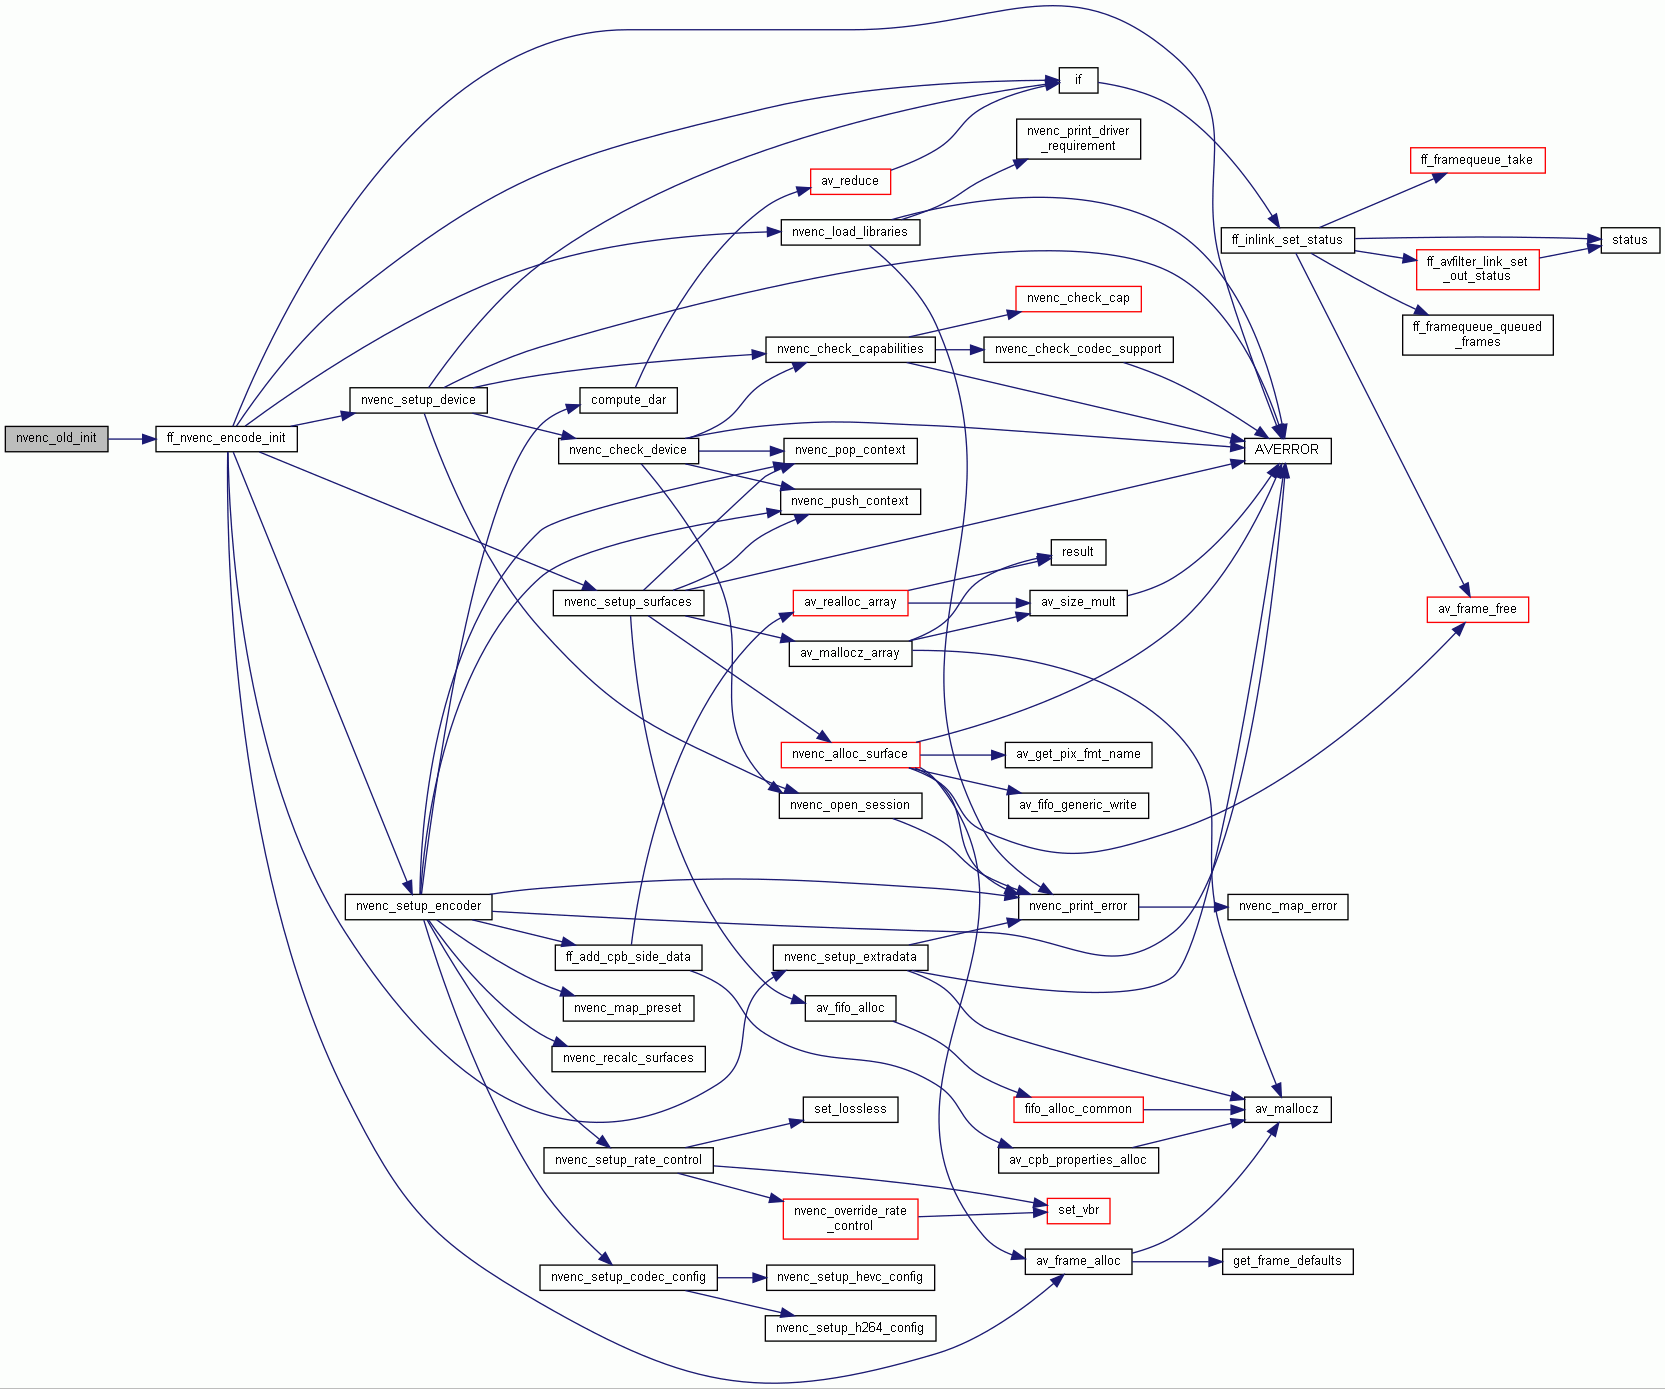 if
nvenc_print_driver
_requirement
ff_framequeue_take
av_reduce
nvenc_load_libraries
ff_inlink_set_status
status
ff_avfilter_link_set
_out_status
nvenc_check_cap
ff_framequeue_queued
_frames
nvenc_check_capabilities
nvenc_check_codec_support
nvenc_setup_device
compute_dar
nvenc_old_init
ff_nvenc_encode_init
nvenc_check_device
nvenc_pop_context
AVERROR
nvenc_push_context
result
nvenc_setup_surfaces
av_realloc_array
av_size_mult
av_frame_free
av_mallocz_array
nvenc_alloc_surface
av_get_pix_fmt_name
nvenc_open_session
av_fifo_generic_write
nvenc_setup_encoder
nvenc_print_error
nvenc_map_error
ff_add_cpb_side_data
nvenc_setup_extradata
nvenc_map_preset
av_fifo_alloc
nvenc_recalc_surfaces
set_lossless
fifo_alloc_common
av_mallocz
nvenc_setup_rate_control
av_cpb_properties_alloc
nvenc_override_rate
_control
set_vbr
av_frame_alloc
get_frame_defaults
nvenc_setup_codec_config
nvenc_setup_hevc_config
nvenc_setup_h264_config